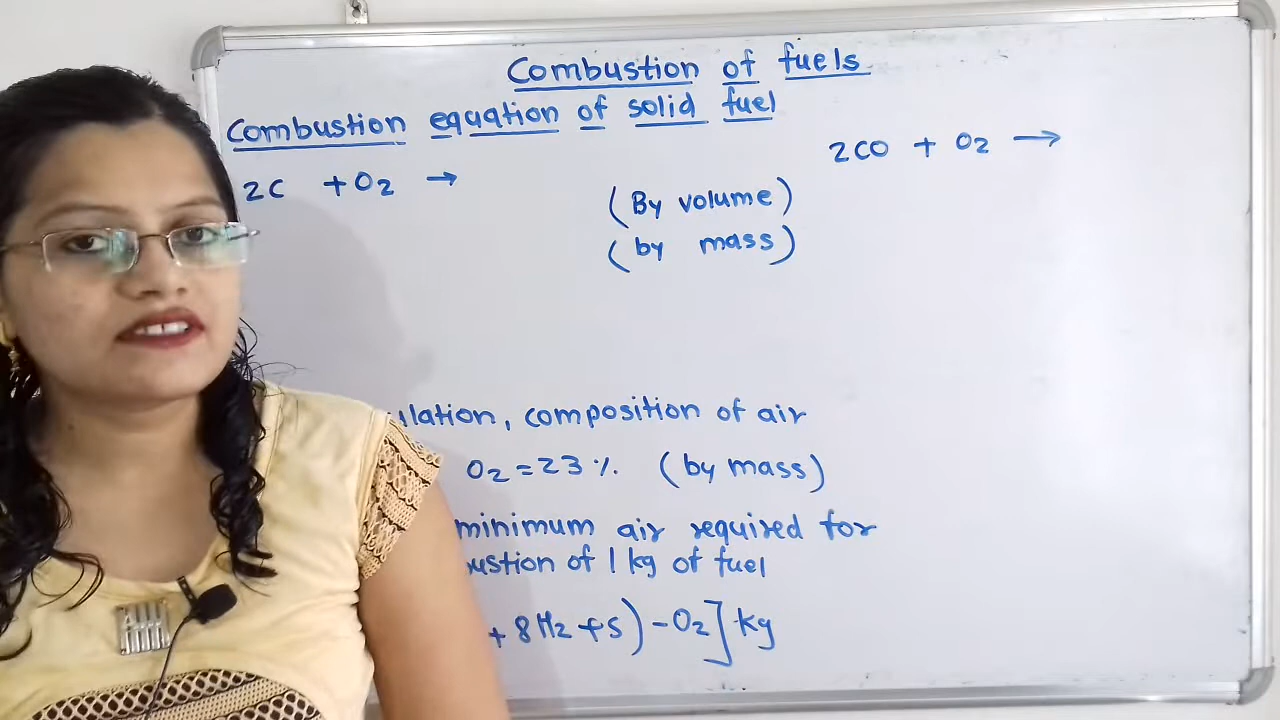 Combustion of fuels
Combustion equation of solid fuel
2C + O2 →
2CO + O2 →
(By volume)
(by mass)
ulation, composition of air
O2 = 23 %. (by mass)
minimum air required for
ustion of 1 kg of fuel
+ 8H2 + S) - O2] kg